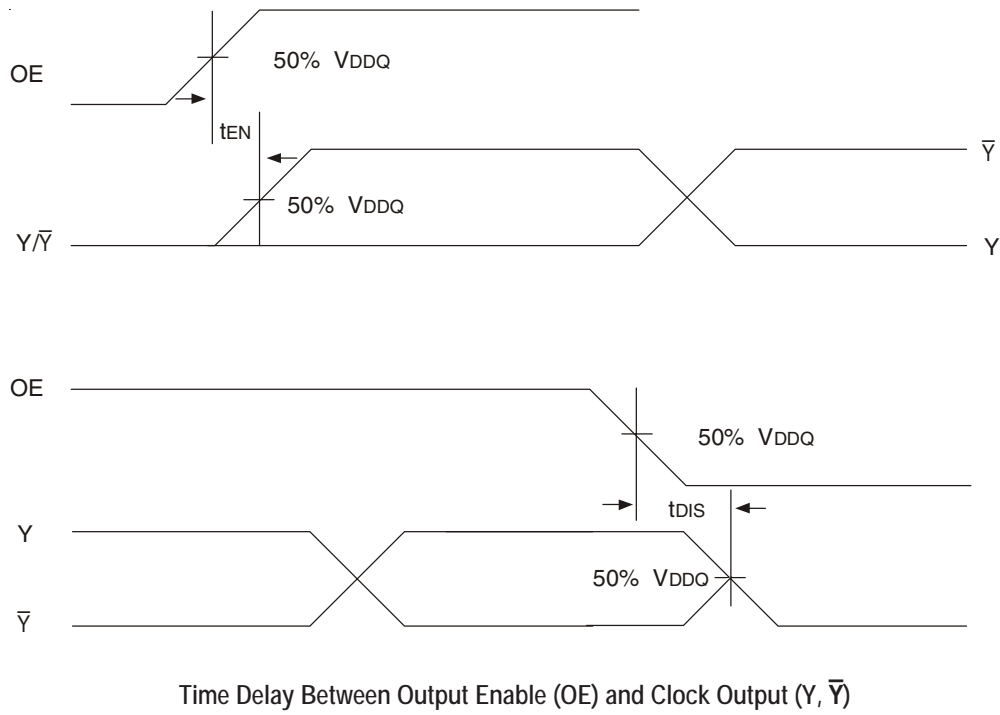 50% VDDQ
OE
tEN
Y̅
50% VDDQ
Y/Y̅
Y
OE
50% VDDQ
tDIS
Y
50% VDDQ
Y̅
Time Delay Between Output Enable (OE) and Clock Output (Y, Y̅)